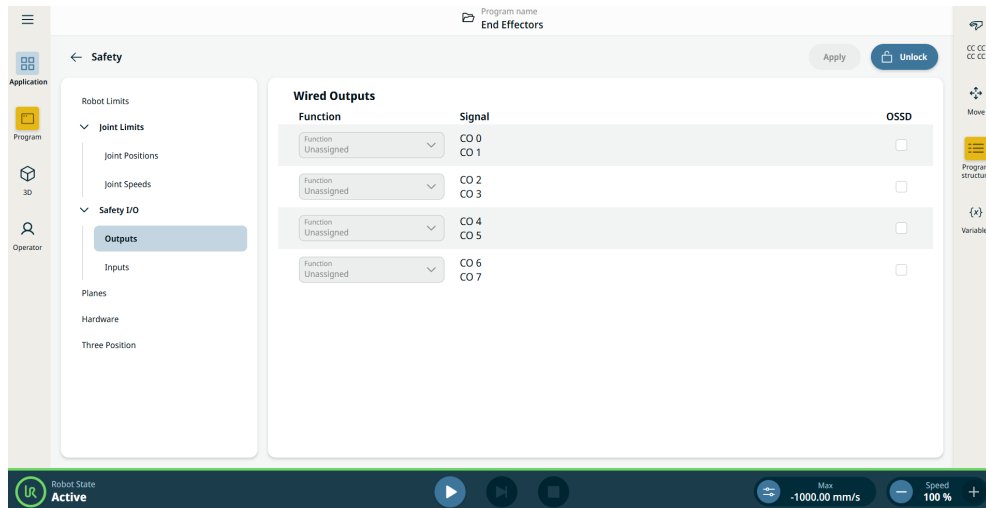 Program name
End Effectors
Application
Program
3D
Operator
Safety
Apply
Unlock
Robot Limits
Joint Limits
Joint Positions
Joint Speeds
Safety I/O
Outputs
Inputs
Planes
Hardware
Three Position
Wired Outputs
Function Signal OSSD
Function
Unassigned
CO 0
CO 1
Function
Unassigned
CO 2
CO 3
Function
Unassigned
CO 4
CO 5
Function
Unassigned
CO 6
CO 7
CC CC
CC CC
Move
Program
structur
{x}
Variable
Robot State
Active
Max
-1000.00 mm/s
Speed
100 %